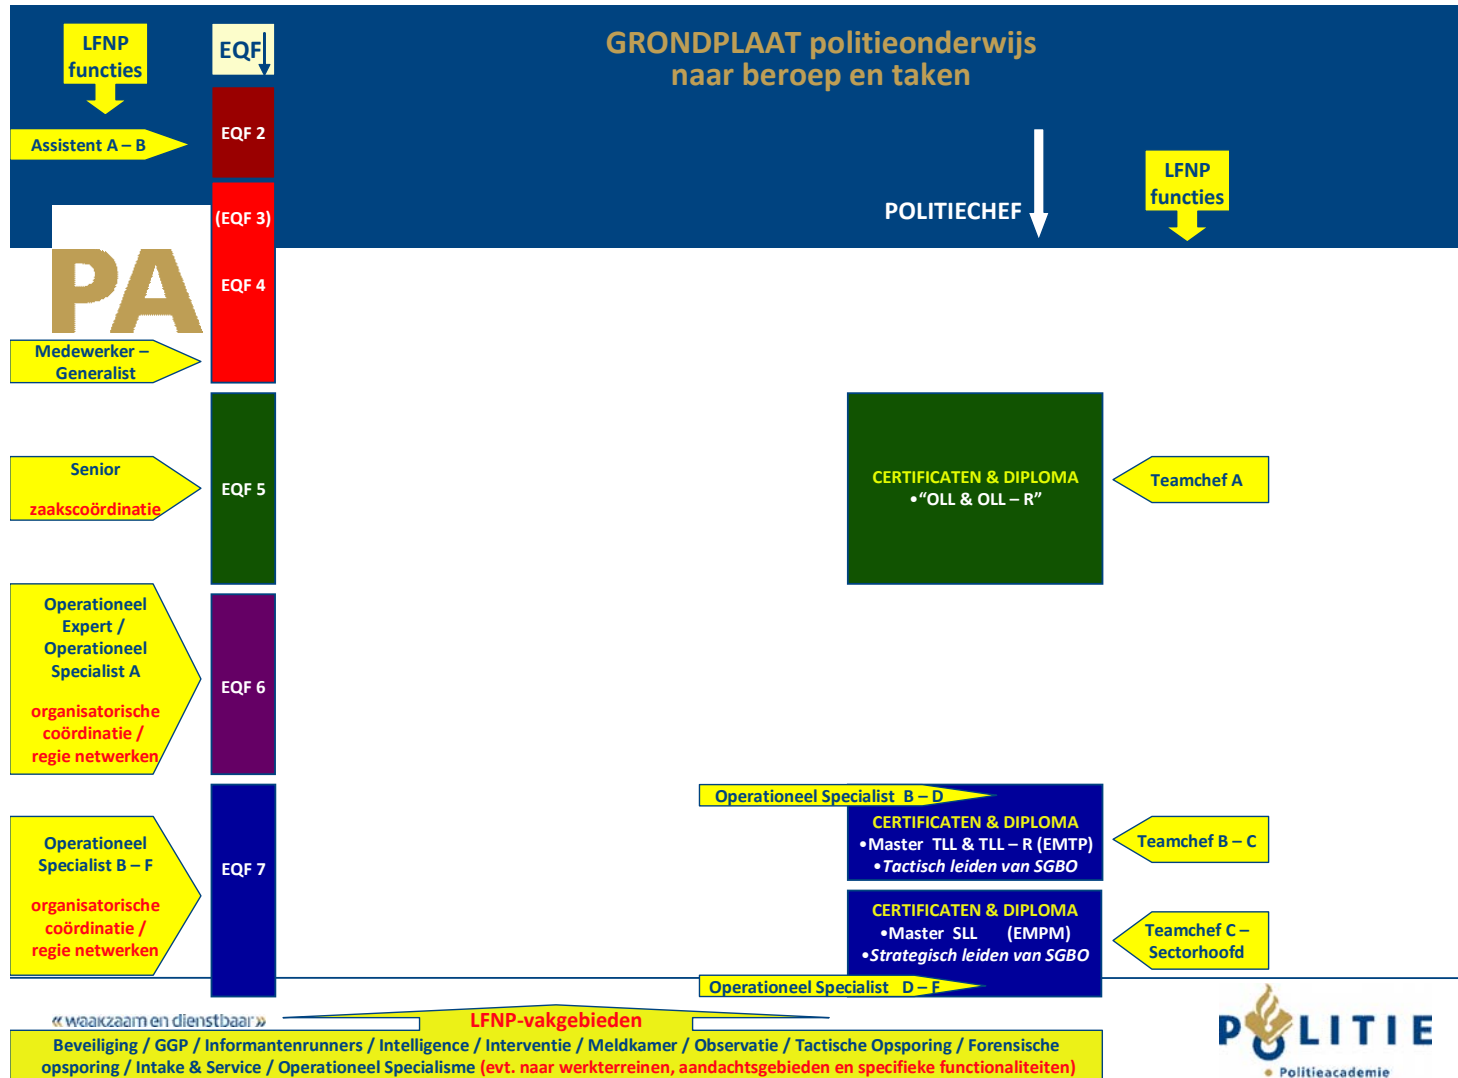 GRONDPLAAT politieonderwijs
naar beroep en taken
LFNP
functies
EQF
EQF 2
Assistent A – B
(EQF 3)
EQF 4
PA
POLITIECHEF
LFNP
functies
Medewerker –
Generalist
Senior
zaakscoördinatie
EQF 5
CERTIFICATEN & DIPLOMA
•“OLL & OLL – R”
Teamchef A
Operationeel
Expert /
Operationeel
Specialist A
organisatorische
coördinatie /
regie netwerken
EQF 6
Operationeel
Specialist B – F
organisatorische
coördinatie /
regie netwerken
EQF 7
Operationeel Specialist B – D
CERTIFICATEN & DIPLOMA
•Master TLL & TLL – R (EMTP)
•Tactisch leiden van SGBO
Teamchef B – C
CERTIFICATEN & DIPLOMA
•Master SLL (EMPM)
•Strategisch leiden van SGBO
Teamchef C –
Sectorhoofd
Operationeel Specialist D – F
«waakzaam en dienstbaar»
LFNP-vakgebieden
Beveiliging / GGP / Informantenrunners / Intelligence / Interventie / Meldkamer / Observatie / Tactische Opsporing / Forensische
opsporing / Intake & Service / Operationeel Specialisme (evt. naar werkterreinen, aandachtsgebieden en specifieke functionaliteiten)
POLITIE
• Politieacademie